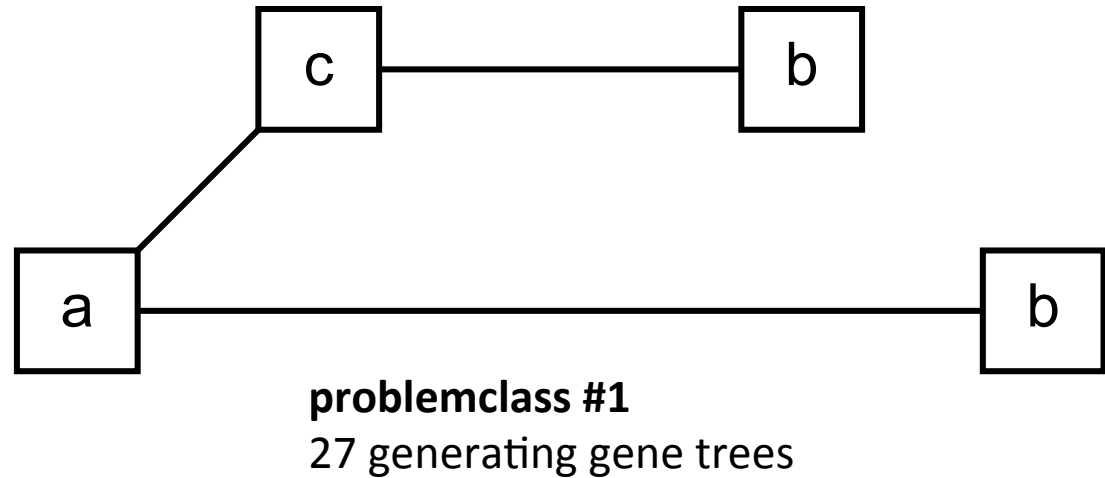 c b
a b
problemclass #1
27 generating gene trees